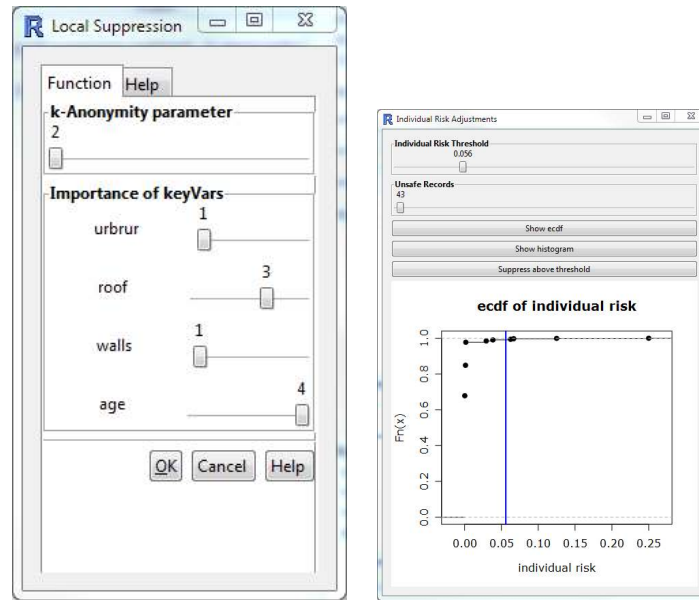 Local Suppression
Function Help
k-Anonymity parameter
2
Importance of keyVars
1
urbrur
3
roof
1
walls
4
age
OK Cancel Help
Individual Risk Adjustments
Individual Risk Threshold
0.056
Unsafe Records
43
Show ecdf
Show histogram
Suppress above threshold
ecdf of individual risk
Fn(x)
1.0
0.8
0.6
0.4
0.2
0.0
0.00 0.05 0.10 0.15 0.20 0.25
individual risk